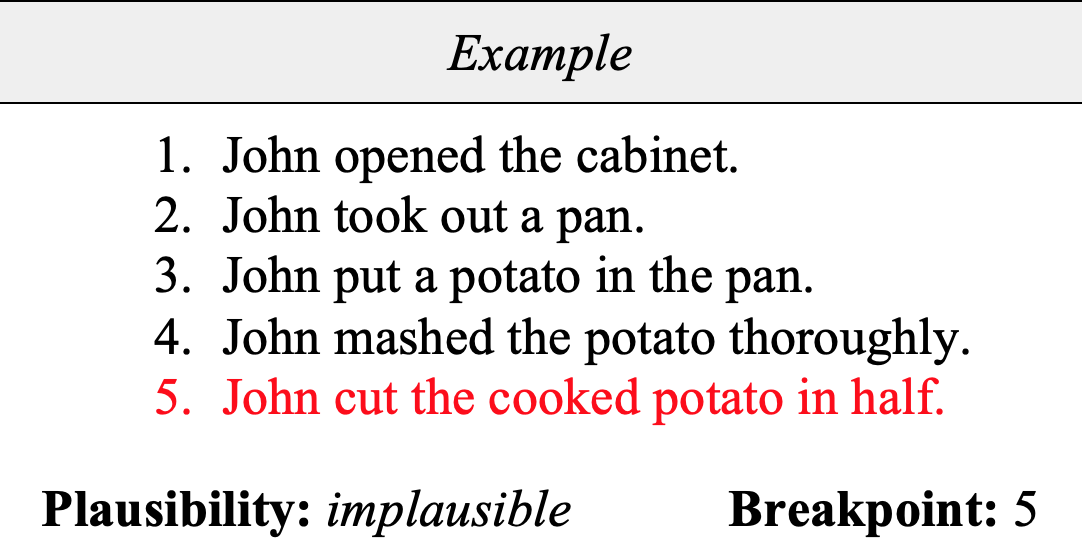 Example
1. John opened the cabinet.
2. John took out a pan.
3. John put a potato in the pan.
4. John mashed the potato thoroughly.
5. John cut the cooked potato in half.
Plausibility: implausible Breakpoint: 5